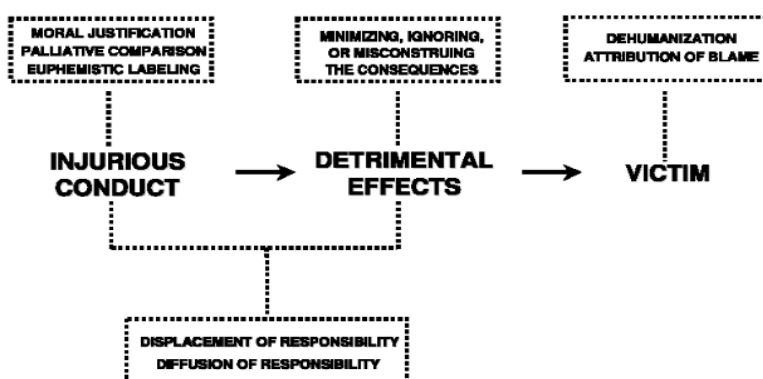 MORAL JUSTIFICATION
PALLIATIVE COMPARISON
EUPHEMISTIC LABELING
MINIMIZING, IGNORING,
OR MISCONSTRUING
THE CONSEQUENCES
DEHUMANIZATION
ATTRIBUTION OF BLAME
INJURIOUS
CONDUCT
DETRIMENTAL
EFFECTS
VICTIM
DISPLACEMENT OF RESPONSIBILITY
DIFFUSION OF RESPONSIBILITY